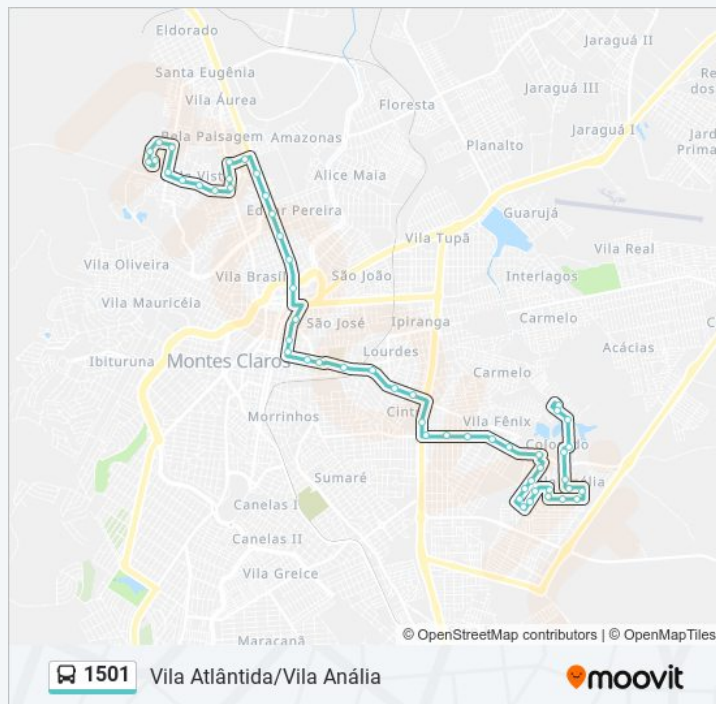 Eldorado
Jaraguá II
Santa Eugênia
Vila Áurea
Jaraguá III
Floresta
Bela Paisagem
Amazonas
Planalto
Jaraguá I
Alice Maia
Guarujá
Vila Tupã
Vila Real
Vila Oliveira
Vila Brasil
São João
Interlagos
Vila Mauricéia
São José
Ipiranga
Carmelo
Ibituruna
Montes Claros
Lourdes
Acácias
Carmelo
Morrinhos
Vila Fênix
Sumaré
Canelas I
Canelas II
Vila Greice
Maracanã
© OpenStreetMap contributors | © OpenMapTiles
1501 Vila Atlântida/Vila Anália
moovit